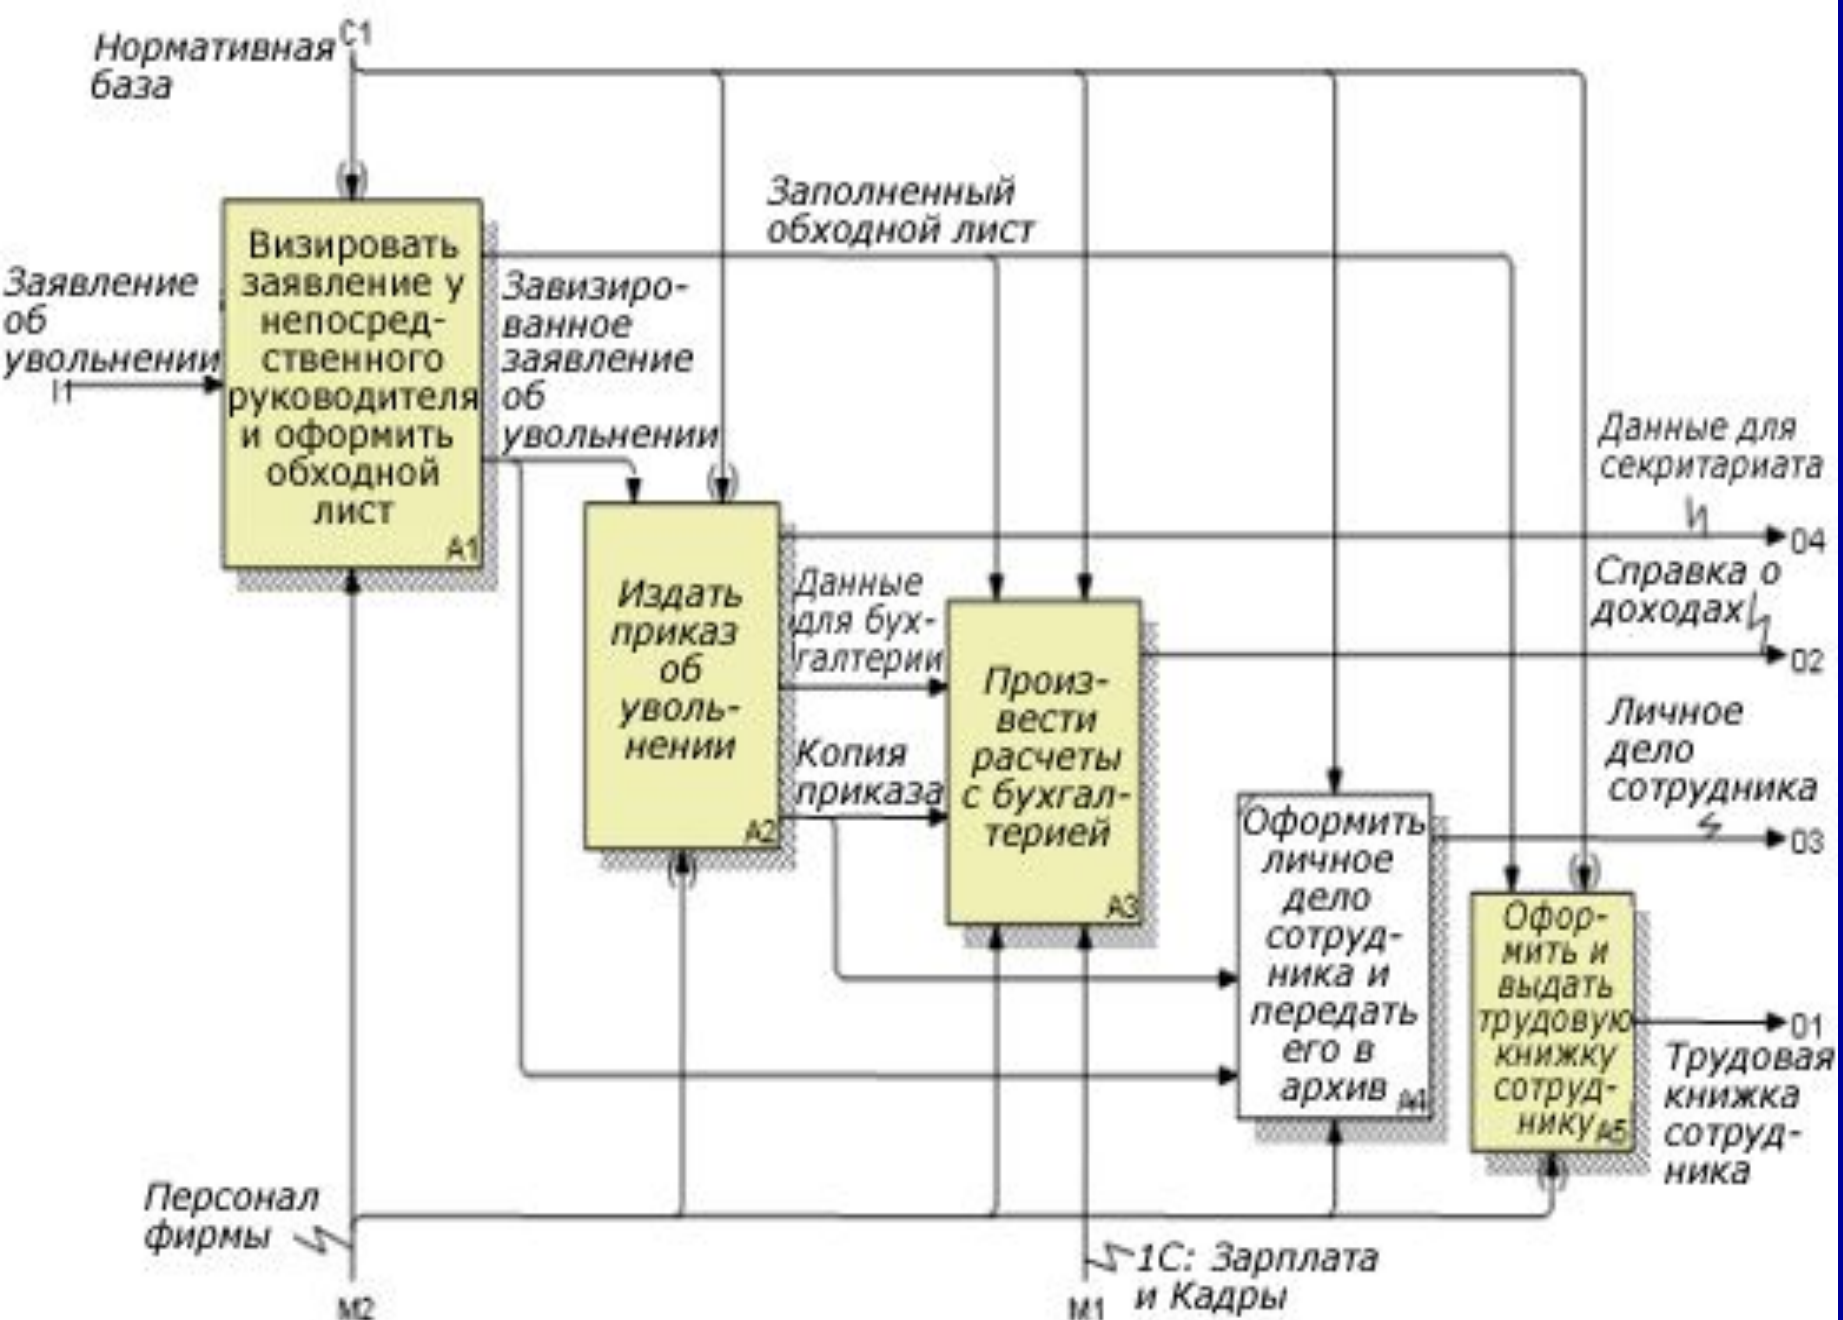 C1
Нормативная
база
Заполненный
обходной лист
Визировать
заявление у
непосред-
ственного
руководителя
и оформить
обходной
лист
A1
Заявление
об
увольнении
I1
Завизиро-
ванное
заявление
об
увольнении
Данные для
секритариата
O4
Издать
приказ
об
уволь-
нении
A2
Данные
для бух-
галтерии
Копия
приказа
Справка о
доходах
O2
Произ-
вести
расчеты
с бухгал-
терией
A3
Личное
дело
сотрудника
O3
Оформить
личное
дело
сотруд-
ника и
передать
его в
архив
A4
Офор-
мить и
выдать
трудовую
книжку
сотруд-
нику
A5
O1
Трудовая
книжка
сотруд-
ника
Персонал
фирмы
M2
1С: Зарплата
и Кадры
M1